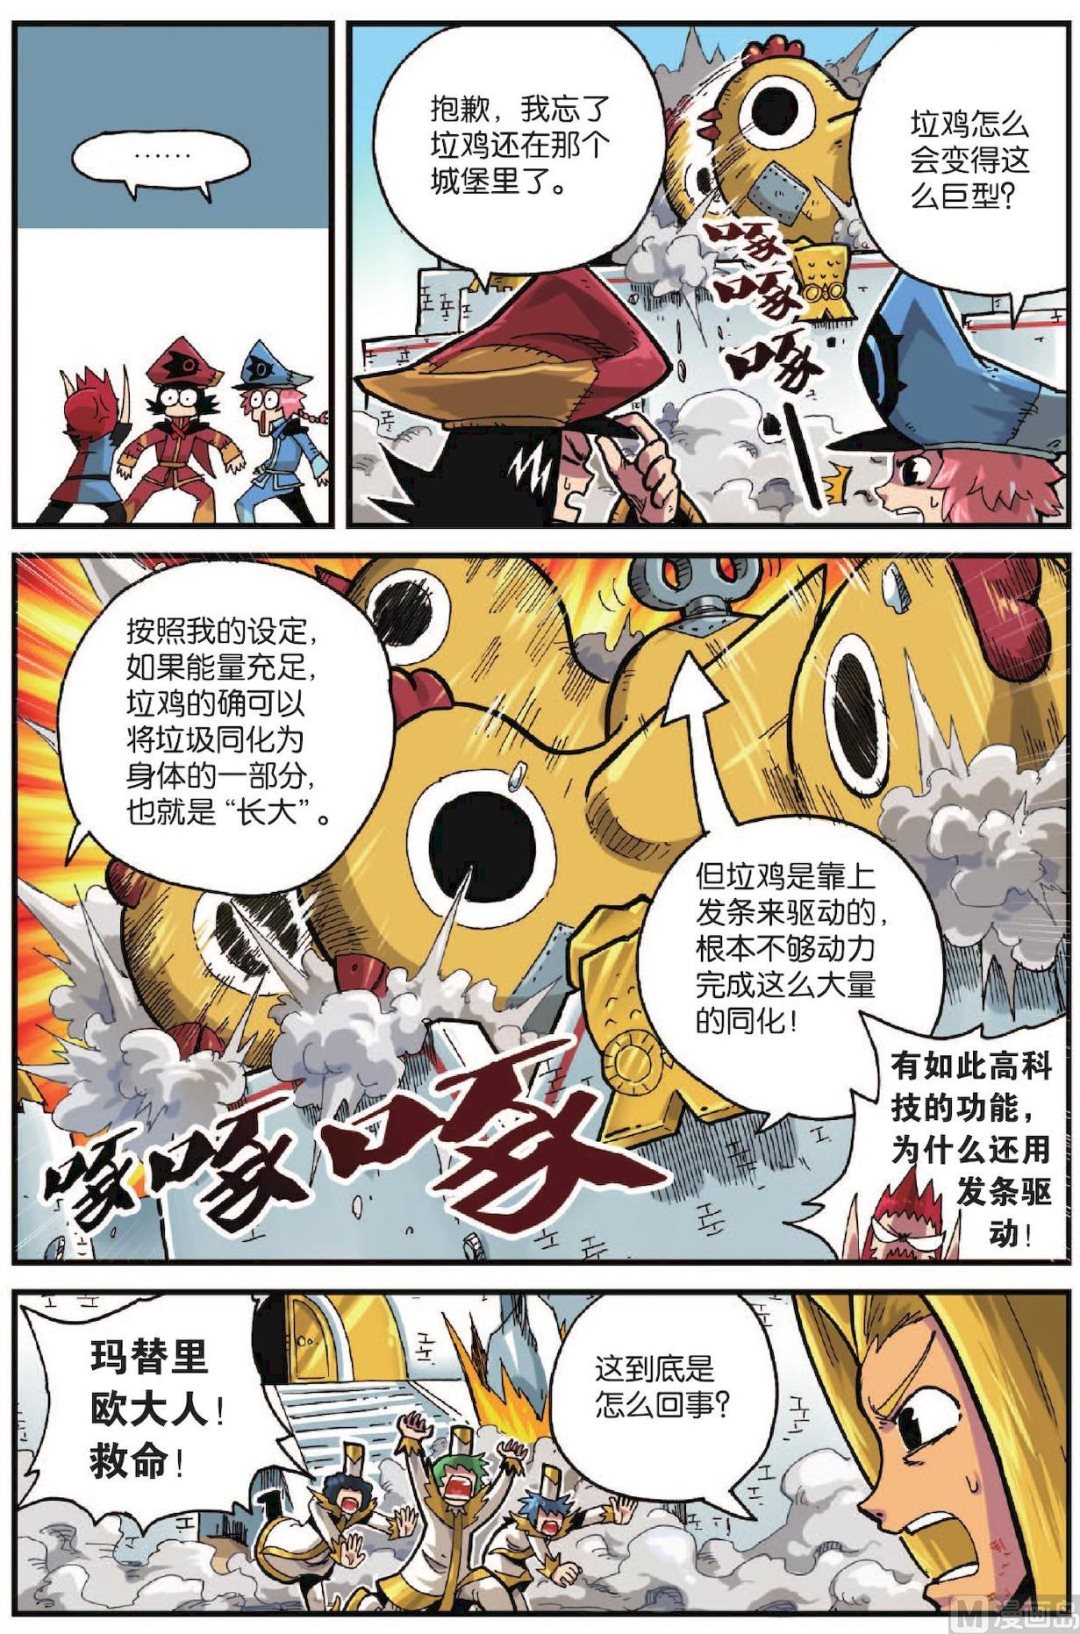 ……
抱歉，我忘了
垃鸡还在那个
城堡里了。
垃鸡怎么
会变得这
么巨型？
啄
啄
啄
按照我的设定，
如果能量充足，
垃鸡的确可以
将垃圾同化为
身体的一部分，
也就是“长大”。
但垃鸡是靠上
发条来驱动的，
根本不够动力
完成这么大量
的同化！
有如此高科
技的功能，
为什么还用
发条驱
动！
啄啄啄
玛替里
欧大人！
救命！
这到底是
怎么回事？
M 漫画岛